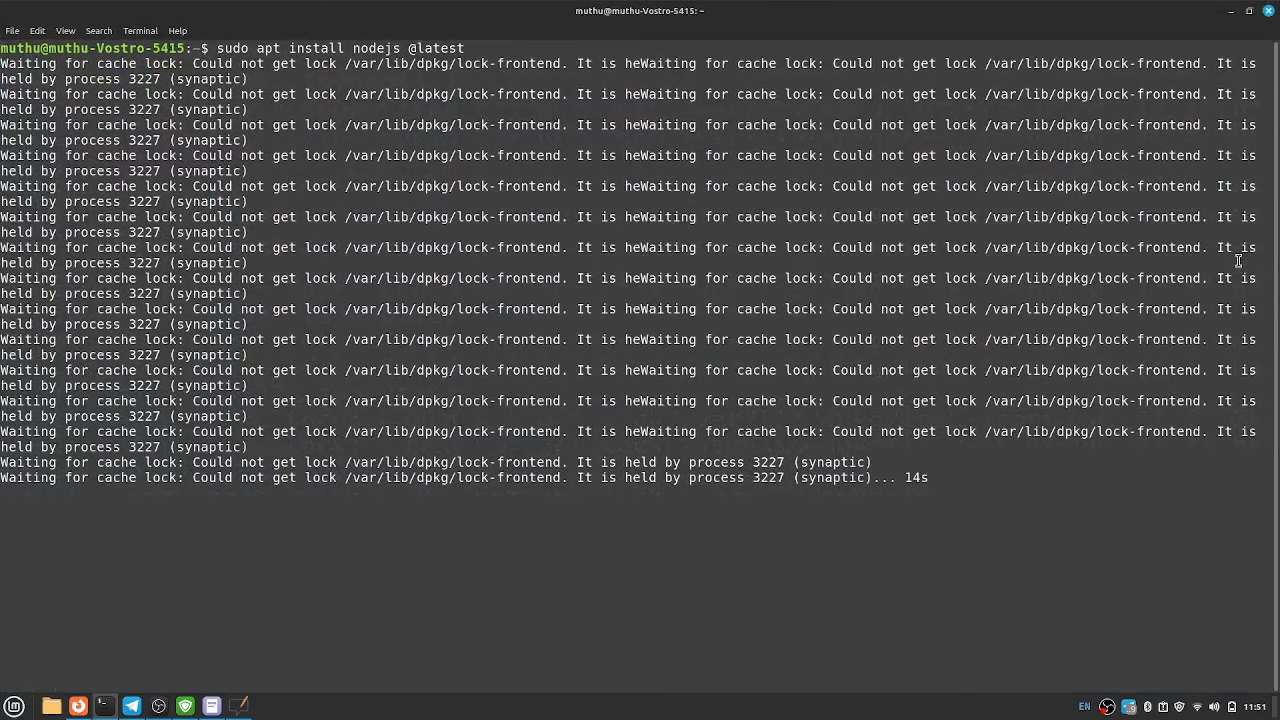 muthu@muthu-Vostro-5415: ~
File Edit View Search Terminal Help
muthu@muthu-Vostro-5415:~$ sudo apt install nodejs @latest
Waiting for cache lock: Could not get lock /var/lib/dpkg/lock-frontend. It is heWaiting for cache lock: Could not get lock /var/lib/dpkg/lock-frontend. It is
held by process 3227 (synaptic)
Waiting for cache lock: Could not get lock /var/lib/dpkg/lock-frontend. It is heWaiting for cache lock: Could not get lock /var/lib/dpkg/lock-frontend. It is
held by process 3227 (synaptic)
Waiting for cache lock: Could not get lock /var/lib/dpkg/lock-frontend. It is heWaiting for cache lock: Could not get lock /var/lib/dpkg/lock-frontend. It is
held by process 3227 (synaptic)
Waiting for cache lock: Could not get lock /var/lib/dpkg/lock-frontend. It is heWaiting for cache lock: Could not get lock /var/lib/dpkg/lock-frontend. It is
held by process 3227 (synaptic)
Waiting for cache lock: Could not get lock /var/lib/dpkg/lock-frontend. It is heWaiting for cache lock: Could not get lock /var/lib/dpkg/lock-frontend. It is
held by process 3227 (synaptic)
Waiting for cache lock: Could not get lock /var/lib/dpkg/lock-frontend. It is heWaiting for cache lock: Could not get lock /var/lib/dpkg/lock-frontend. It is
held by process 3227 (synaptic)
Waiting for cache lock: Could not get lock /var/lib/dpkg/lock-frontend. It is heWaiting for cache lock: Could not get lock /var/lib/dpkg/lock-frontend. It is
held by process 3227 (synaptic)
Waiting for cache lock: Could not get lock /var/lib/dpkg/lock-frontend. It is heWaiting for cache lock: Could not get lock /var/lib/dpkg/lock-frontend. It is
held by process 3227 (synaptic)
Waiting for cache lock: Could not get lock /var/lib/dpkg/lock-frontend. It is heWaiting for cache lock: Could not get lock /var/lib/dpkg/lock-frontend. It is
held by process 3227 (synaptic)
Waiting for cache lock: Could not get lock /var/lib/dpkg/lock-frontend. It is heWaiting for cache lock: Could not get lock /var/lib/dpkg/lock-frontend. It is
held by process 3227 (synaptic)
Waiting for cache lock: Could not get lock /var/lib/dpkg/lock-frontend. It is heWaiting for cache lock: Could not get lock /var/lib/dpkg/lock-frontend. It is
held by process 3227 (synaptic)
Waiting for cache lock: Could not get lock /var/lib/dpkg/lock-frontend. It is heWaiting for cache lock: Could not get lock /var/lib/dpkg/lock-frontend. It is
held by process 3227 (synaptic)
Waiting for cache lock: Could not get lock /var/lib/dpkg/lock-frontend. It is heWaiting for cache lock: Could not get lock /var/lib/dpkg/lock-frontend. It is
held by process 3227 (synaptic)
Waiting for cache lock: Could not get lock /var/lib/dpkg/lock-frontend. It is held by process 3227 (synaptic)
Waiting for cache lock: Could not get lock /var/lib/dpkg/lock-frontend. It is held by process 3227 (synaptic)... 14s
EN 11:51